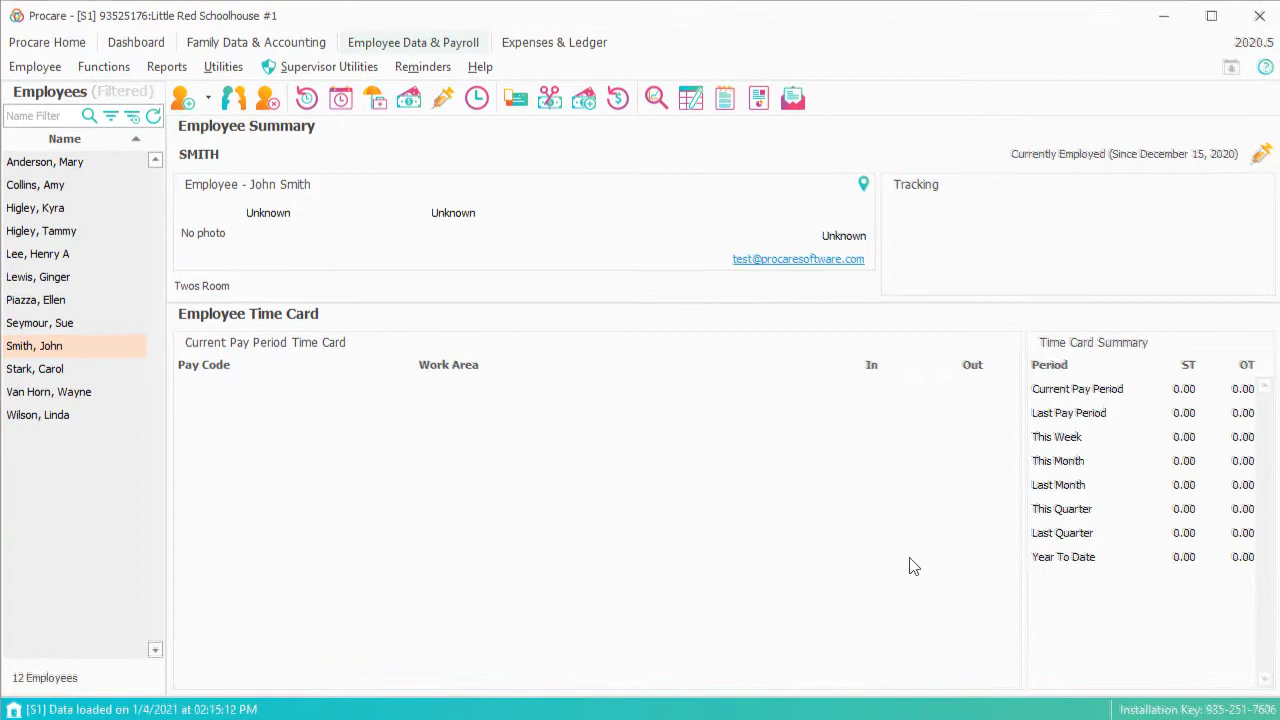 Procare - [S1] 93525176:Little Red Schoolhouse #1
Procare Home Dashboard Family Data & Accounting Employee Data & Payroll Expenses & Ledger 2020.5
Employee Functions Reports Utilities Supervisor Utilities Reminders Help
Employees (Filtered)
Name Filter
Name
Anderson, Mary
Collins, Amy
Higley, Kyra
Higley, Tammy
Lee, Henry A
Lewis, Ginger
Piazza, Ellen
Seymour, Sue
Smith, John
Stark, Carol
Van Horn, Wayne
Wilson, Linda
12 Employees
Employee Summary
SMITH Currently Employed (Since December 15, 2020)
Employee - John Smith
Unknown Unknown
No photo
Unknown
test@procaresoftware.com
Tracking
Twos Room
Employee Time Card
Current Pay Period Time Card
Pay Code Work Area In Out
Time Card Summary
Period ST OT
Current Pay Period 0.00 0.00
Last Pay Period 0.00 0.00
This Week 0.00 0.00
This Month 0.00 0.00
Last Month 0.00 0.00
This Quarter 0.00 0.00
Last Quarter 0.00 0.00
Year To Date 0.00 0.00
[S1] Data loaded on 1/4/2021 at 02:15:12 PM Installation Key: 935-251-7606